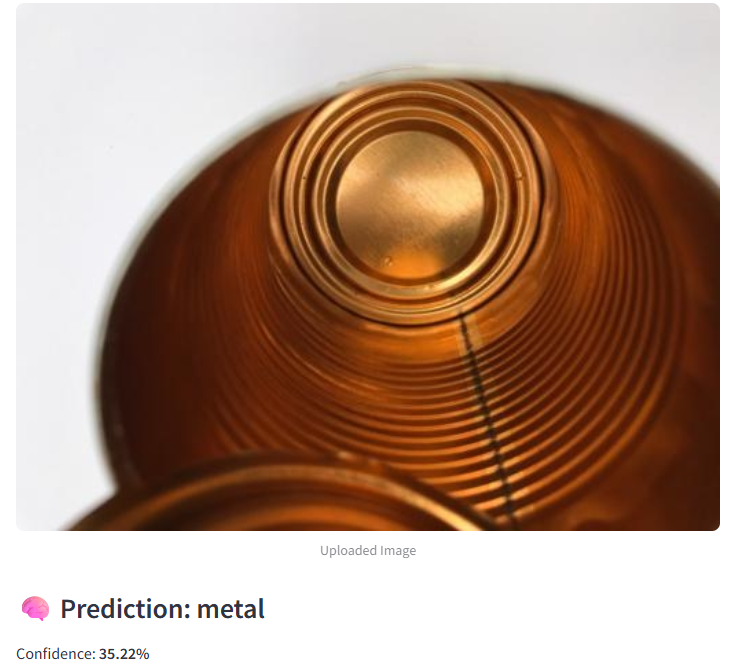 Uploaded Image
🧠 Prediction: metal
Confidence: 35.22%